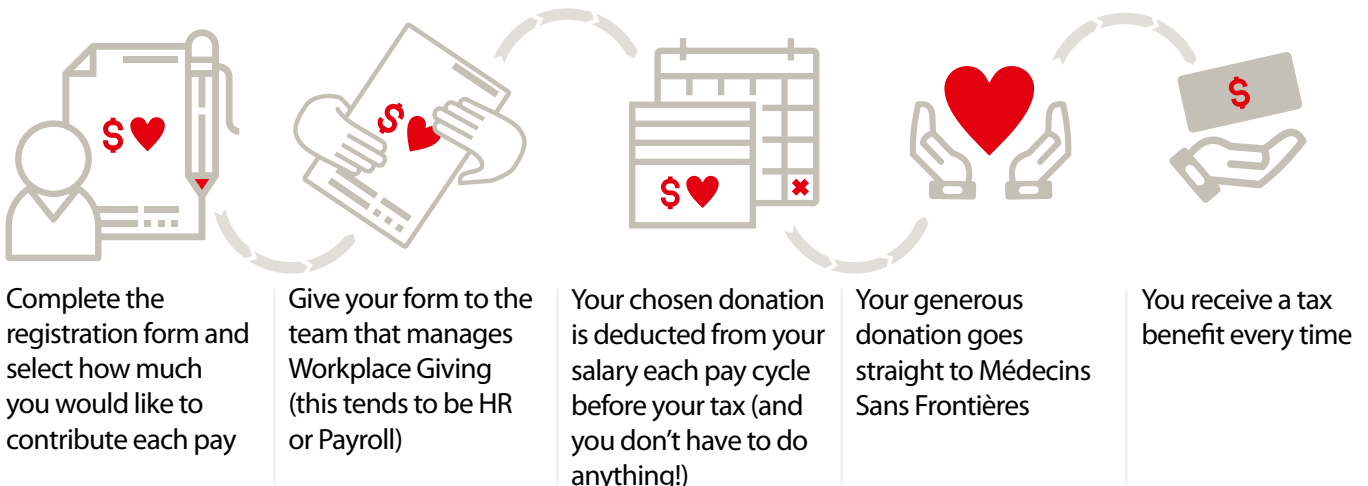 $
$
$
$
Complete the
registration form and
select how much
you would like to
contribute each pay
Give your form to the
team that manages
Workplace Giving
(this tends to be HR
or Payroll)
Your chosen donation
is deducted from your
salary each pay cycle
before your tax (and
you don’t have to do
anything!)
Your generous
donation goes
straight to Médecins
Sans Frontières
You receive a tax
benefit every time